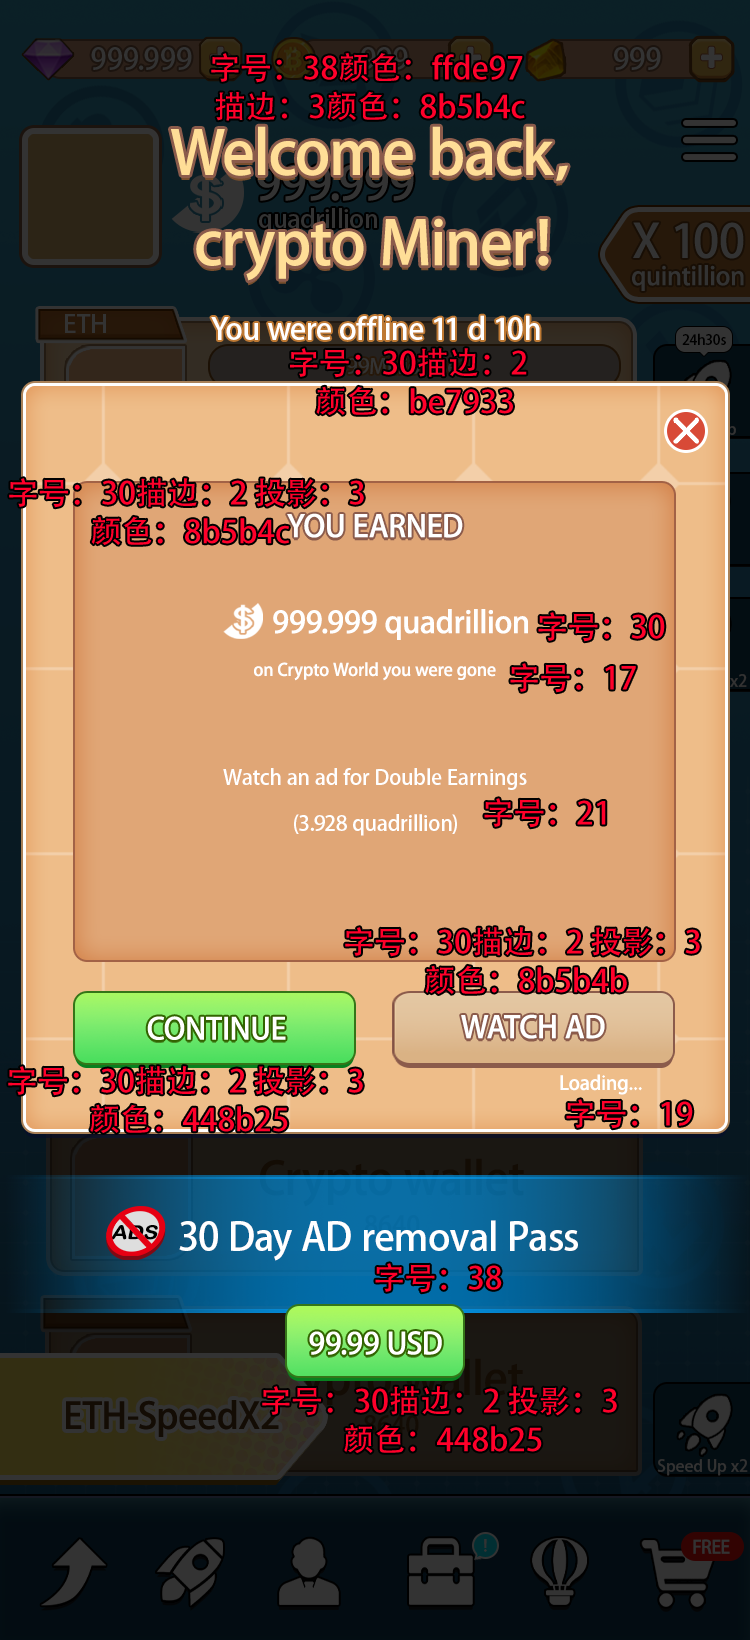 999.999
999
999
字号：38颜色：ffde97
描边：3颜色：8b5b4c
Welcome back,
999.999
quadrillion
crypto Miner!
X 100
quintillion
ETH
You were offline 11 d 10h
24h30s
字号：30描边：2
颜色：be7933
字号：30描边：2 投影：3
颜色：8b5b4c
YOU EARNED
999.999 quadrillion
字号：30
on Crypto World you were gone
字号：17
x2
Watch an ad for Double Earnings
(3.928 quadrillion)
字号：21
字号：30描边：2 投影：3
颜色：8b5b4b
CONTINUE
WATCH AD
字号：30描边：2 投影：3
颜色：448b25
Loading...
字号：19
Crypto wallet
ADS
30 Day AD removal Pass
字号：38
99.99 USD
wallet
ETH-SpeedX2
字号：30描边：2 投影：3
颜色：448b25
Speed Up x2
!
FREE